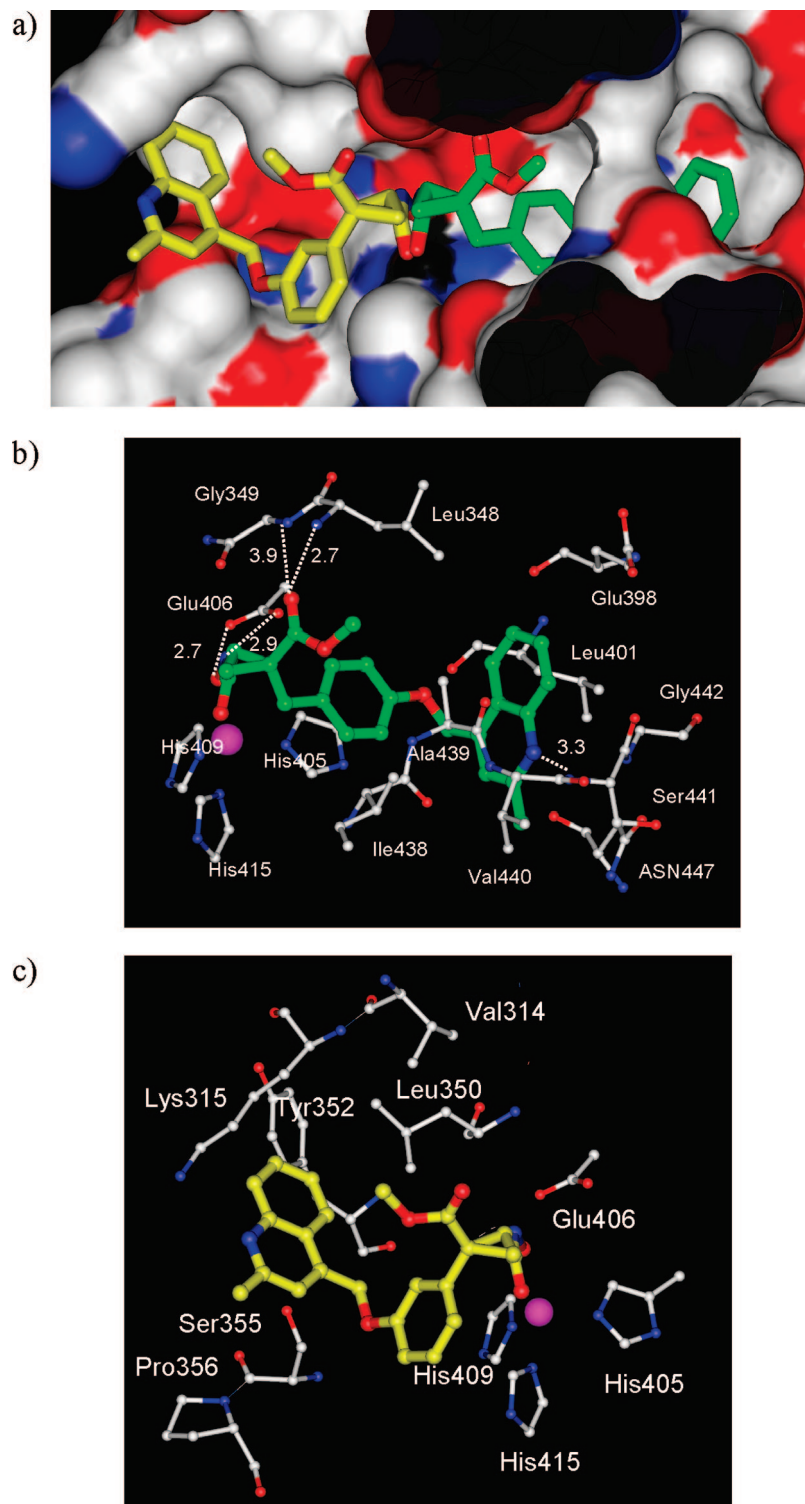 a)
b)
Gly349
Leu348
3.9
2.7
Glu406
Glu398
2.7
2.9
Leu401
Gly442
His409
His405
Ala439
3.3
Ser441
Ile438
His415
Val440
ASN447
c)
Val314
Lys315
Tyr352
Leu350
Glu406
Ser355
Pro356
His409
His405
His415